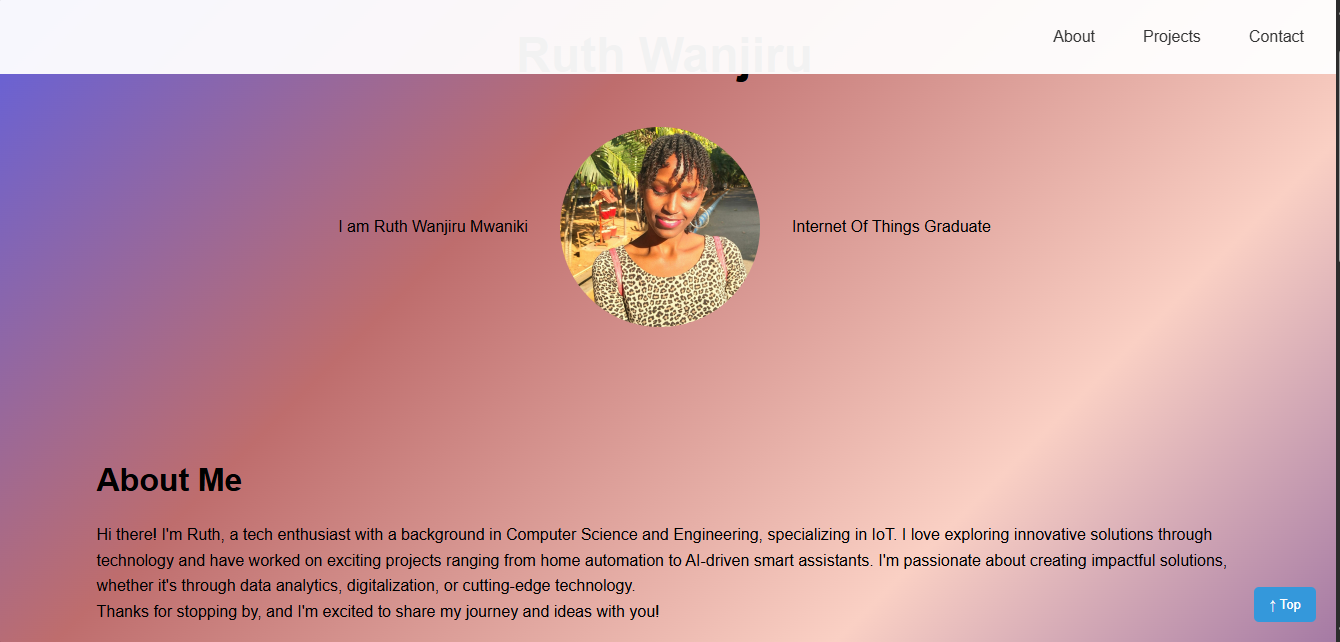 About Projects Contact
Ruth Wanjiru
I am Ruth Wanjiru Mwaniki
Internet Of Things Graduate
About Me
Hi there! I'm Ruth, a tech enthusiast with a background in Computer Science and Engineering, specializing in IoT. I love exploring innovative solutions through
technology and have worked on exciting projects ranging from home automation to AI-driven smart assistants. I'm passionate about creating impactful solutions,
whether it's through data analytics, digitalization, or cutting-edge technology.
Thanks for stopping by, and I'm excited to share my journey and ideas with you!
↑ Top